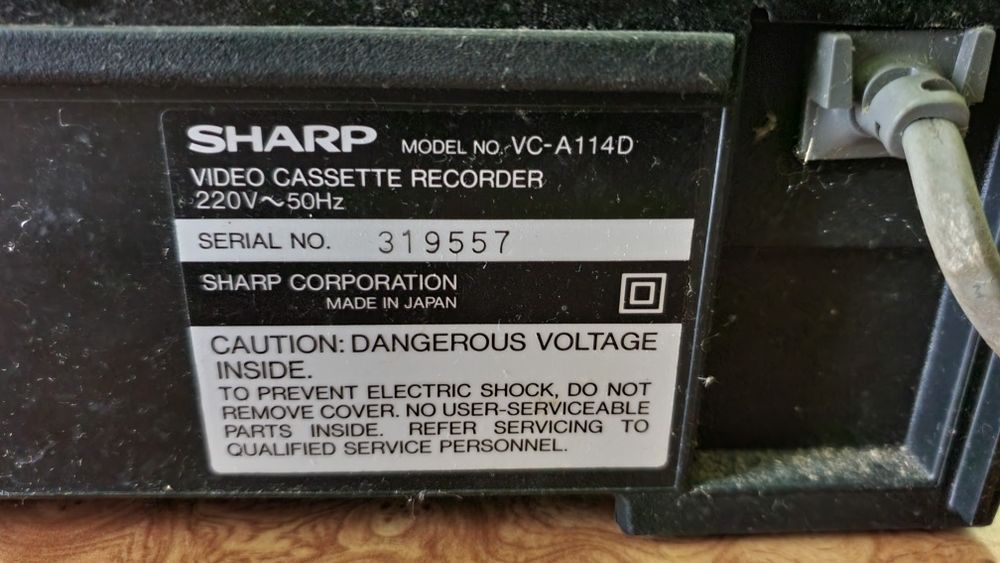 SHARP MODEL NO. VC-A114D
VIDEO CASSETTE RECORDER
220V～50Hz
SERIAL NO. 319557
SHARP CORPORATION
MADE IN JAPAN
CAUTION: DANGEROUS VOLTAGE
INSIDE.
TO PREVENT ELECTRIC SHOCK, DO NOT
REMOVE COVER. NO USER-SERVICEABLE
PARTS INSIDE. REFER SERVICING TO
QUALIFIED SERVICE PERSONNEL.